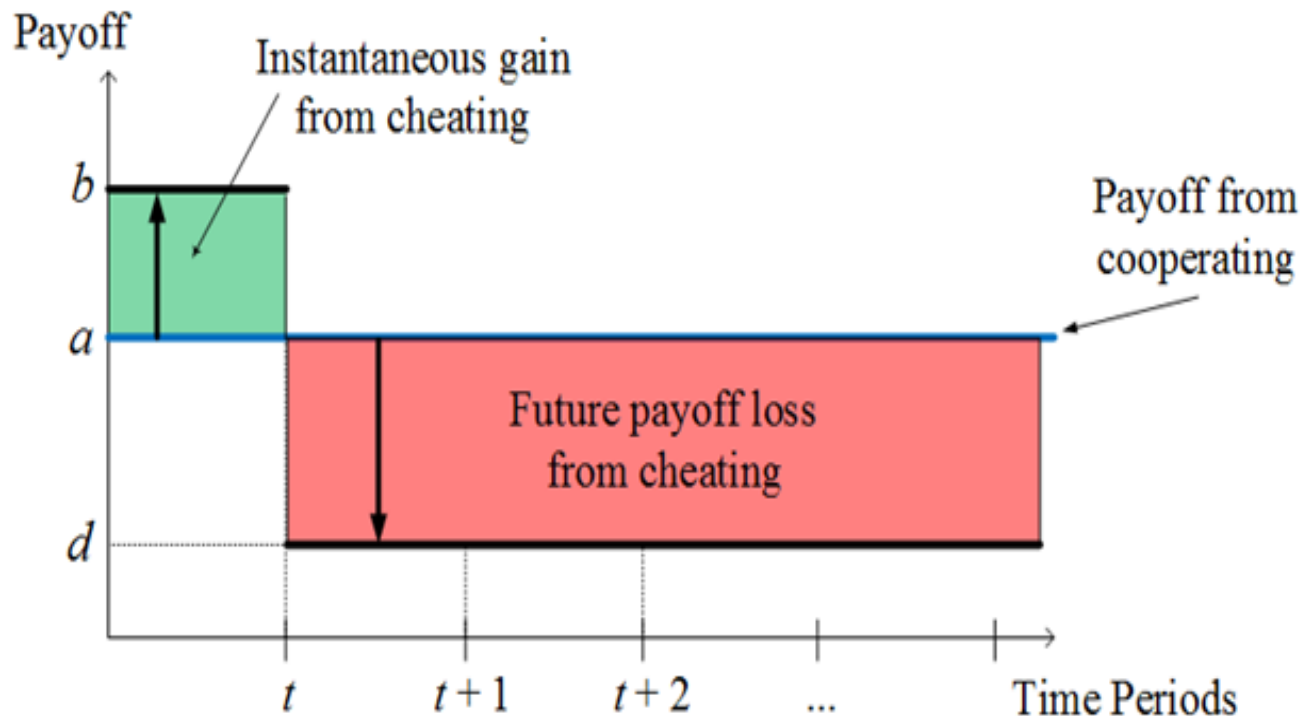 Payoff
Instantaneous gain
from cheating
b
Payoff from
cooperating
a
Future payoff loss
from cheating
d
t
t + 1
t + 2
...
Time Periods